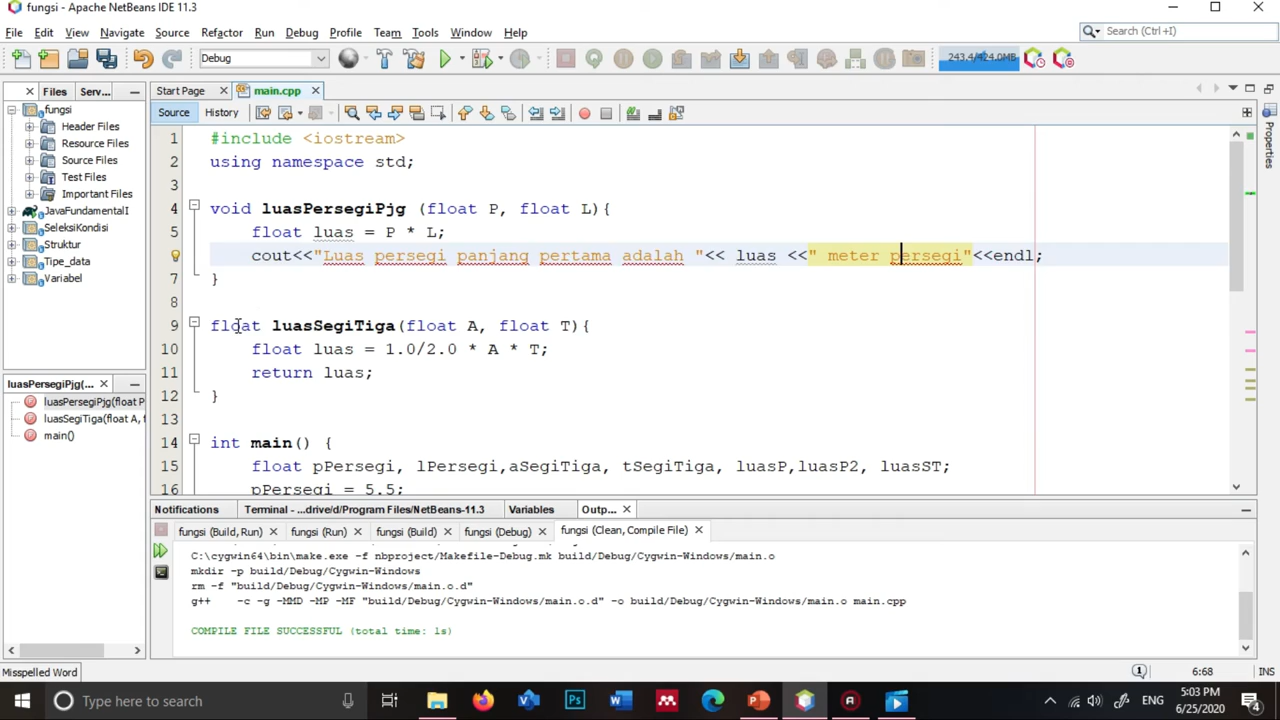 fungsi - Apache NetBeans IDE 11.3
File Edit View Navigate Source Refactor Run Debug Profile Team Tools Window Help
Search (Ctrl+I)
Debug
243.4/424.0MB
Files Serv...
Start Page main.cpp
Source History
fungsi
Header Files
Resource Files
Source Files
Test Files
Important Files
JavaFundamentalI
SeleksiKondisi
Struktur
Tipe_data
Variabel
Properties
1 #include <iostream>
2 using namespace std;
3
4 void luasPersegiPjg (float P, float L){
5 float luas = P * L;
cout<<"Luas persegi panjang pertama adalah "<< luas <<" meter persegi"<<endl;
7 }
8
9 float luasSegiTiga(float A, float T){
10 float luas = 1.0/2.0 * A * T;
11 return luas;
12 }
13
14 int main() {
15 float pPersegi, lPersegi,aSegiTiga, tSegiTiga, luasP,luasP2, luasST;
16 pPersegi = 5.5;
luasPersegiPjg(...
luasPersegiPjg(float P
luasSegiTiga(float A, f
main()
Notifications Terminal - ...drive/d/Program Files/NetBeans-11.3 Variables Outp...
fungsi (Build, Run) fungsi (Run) fungsi (Build) fungsi (Debug) fungsi (Clean, Compile File)
C:\cygwin64\bin\make.exe -f nbproject/Makefile-Debug.mk build/Debug/Cygwin-Windows/main.o
mkdir -p build/Debug/Cygwin-Windows
rm -f "build/Debug/Cygwin-Windows/main.o.d"
g++ -c -g -MMD -MP -MF "build/Debug/Cygwin-Windows/main.o.d" -o build/Debug/Cygwin-Windows/main.o main.cpp
COMPILE FILE SUCCESSFUL (total time: 1s)
Misspelled Word
1
6:68
INS
Type here to search
ENG
5:03 PM
6/25/2020
4